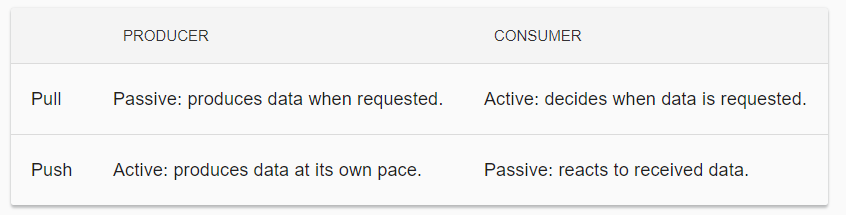 PRODUCER CONSUMER
Pull Passive: produces data when requested. Active: decides when data is requested.
Push Active: produces data at its own pace. Passive: reacts to received data.